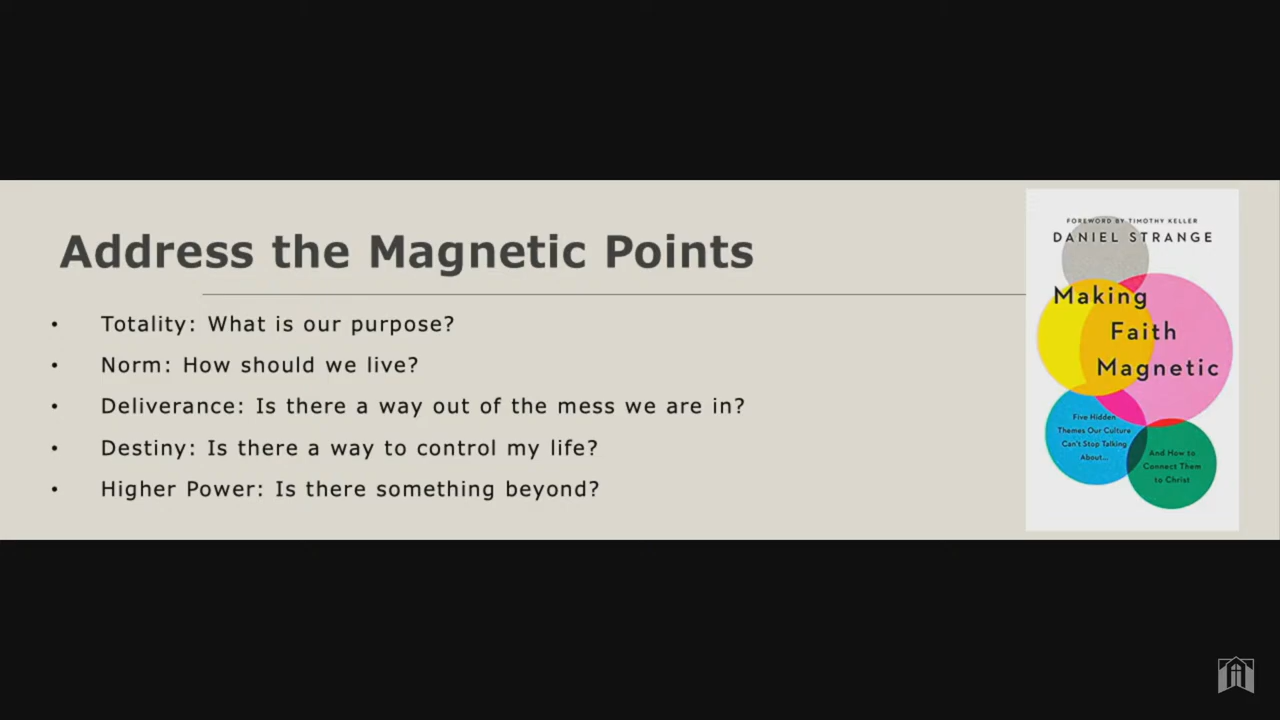 Address the Magnetic Points
• Totality: What is our purpose?
• Norm: How should we live?
• Deliverance: Is there a way out of the mess we are in?
• Destiny: Is there a way to control my life?
• Higher Power: Is there something beyond?
FOREWORD BY TIMOTHY KELLER
DANIEL STRANGE
Making
Faith
Magnetic
Five Hidden
Themes Our Culture
Can't Stop Talking
About...
And How to
Connect Them
to Christ